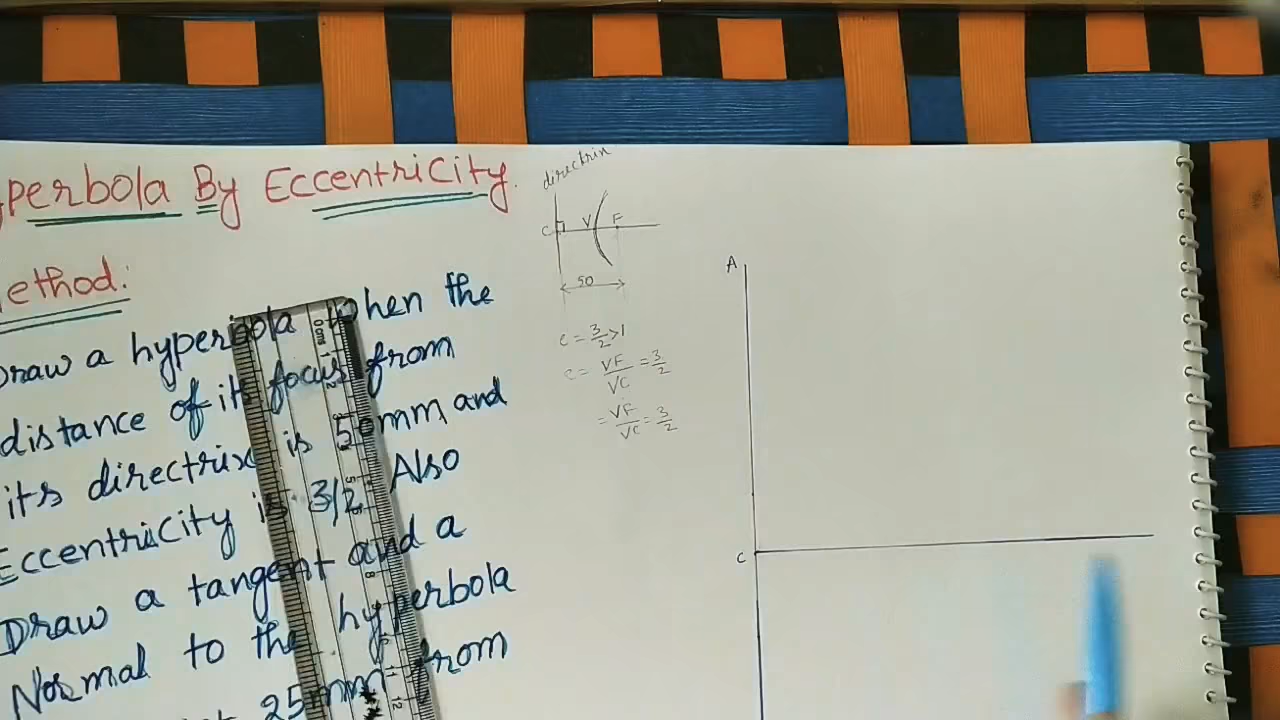 perbola By Eccentricity.
ethod:
Draw a hyperbola when the
distance of its focus from
its directrix is 50mm and
Eccentricity is 3/2. Also
Draw a tangent and a
Normal to the hyperbola
25mm from
directrix
C V F
50
e = 3/2 > 1
e = VF/VC = 3/2
= VF/VC = 3/2
A
C